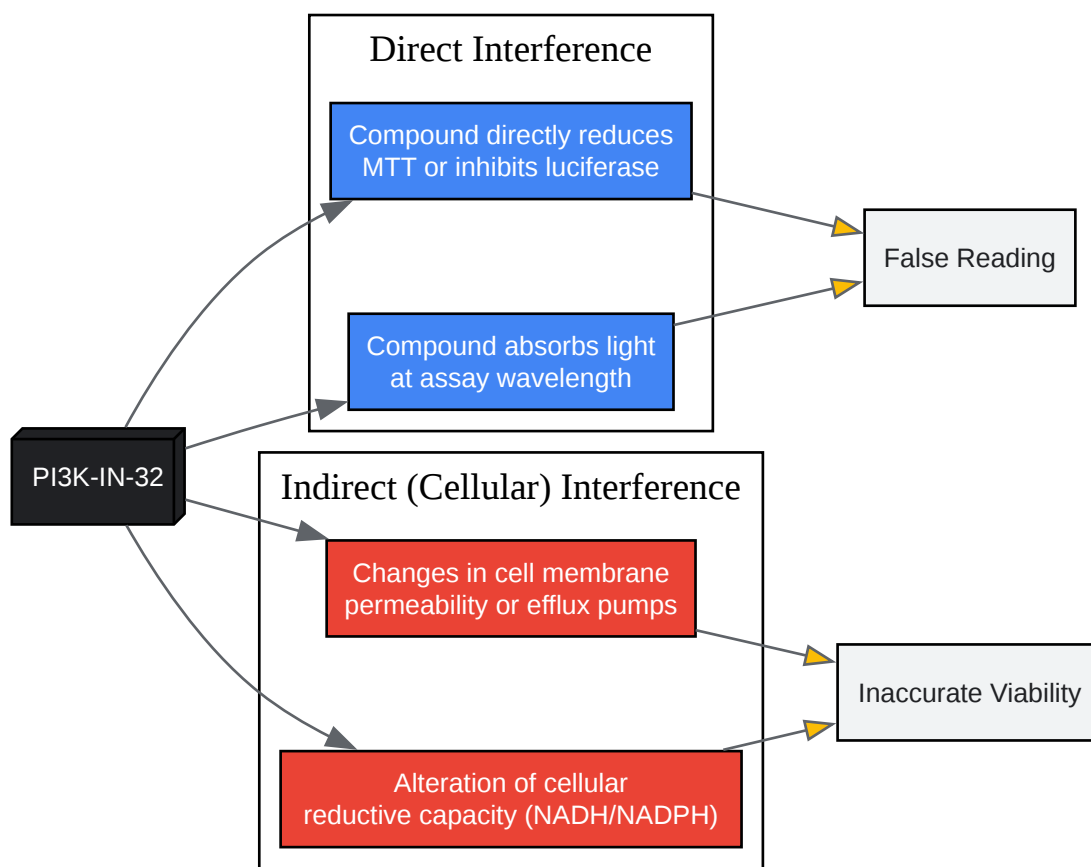 Direct Interference
Compound directly reduces
MTT or inhibits luciferase
False Reading
Compound absorbs light
at assay wavelength
PI3K-IN-32
Indirect (Cellular) Interference
Changes in cell membrane
permeability or efflux pumps
Inaccurate Viability
Alteration of cellular
reductive capacity (NADH/NADPH)